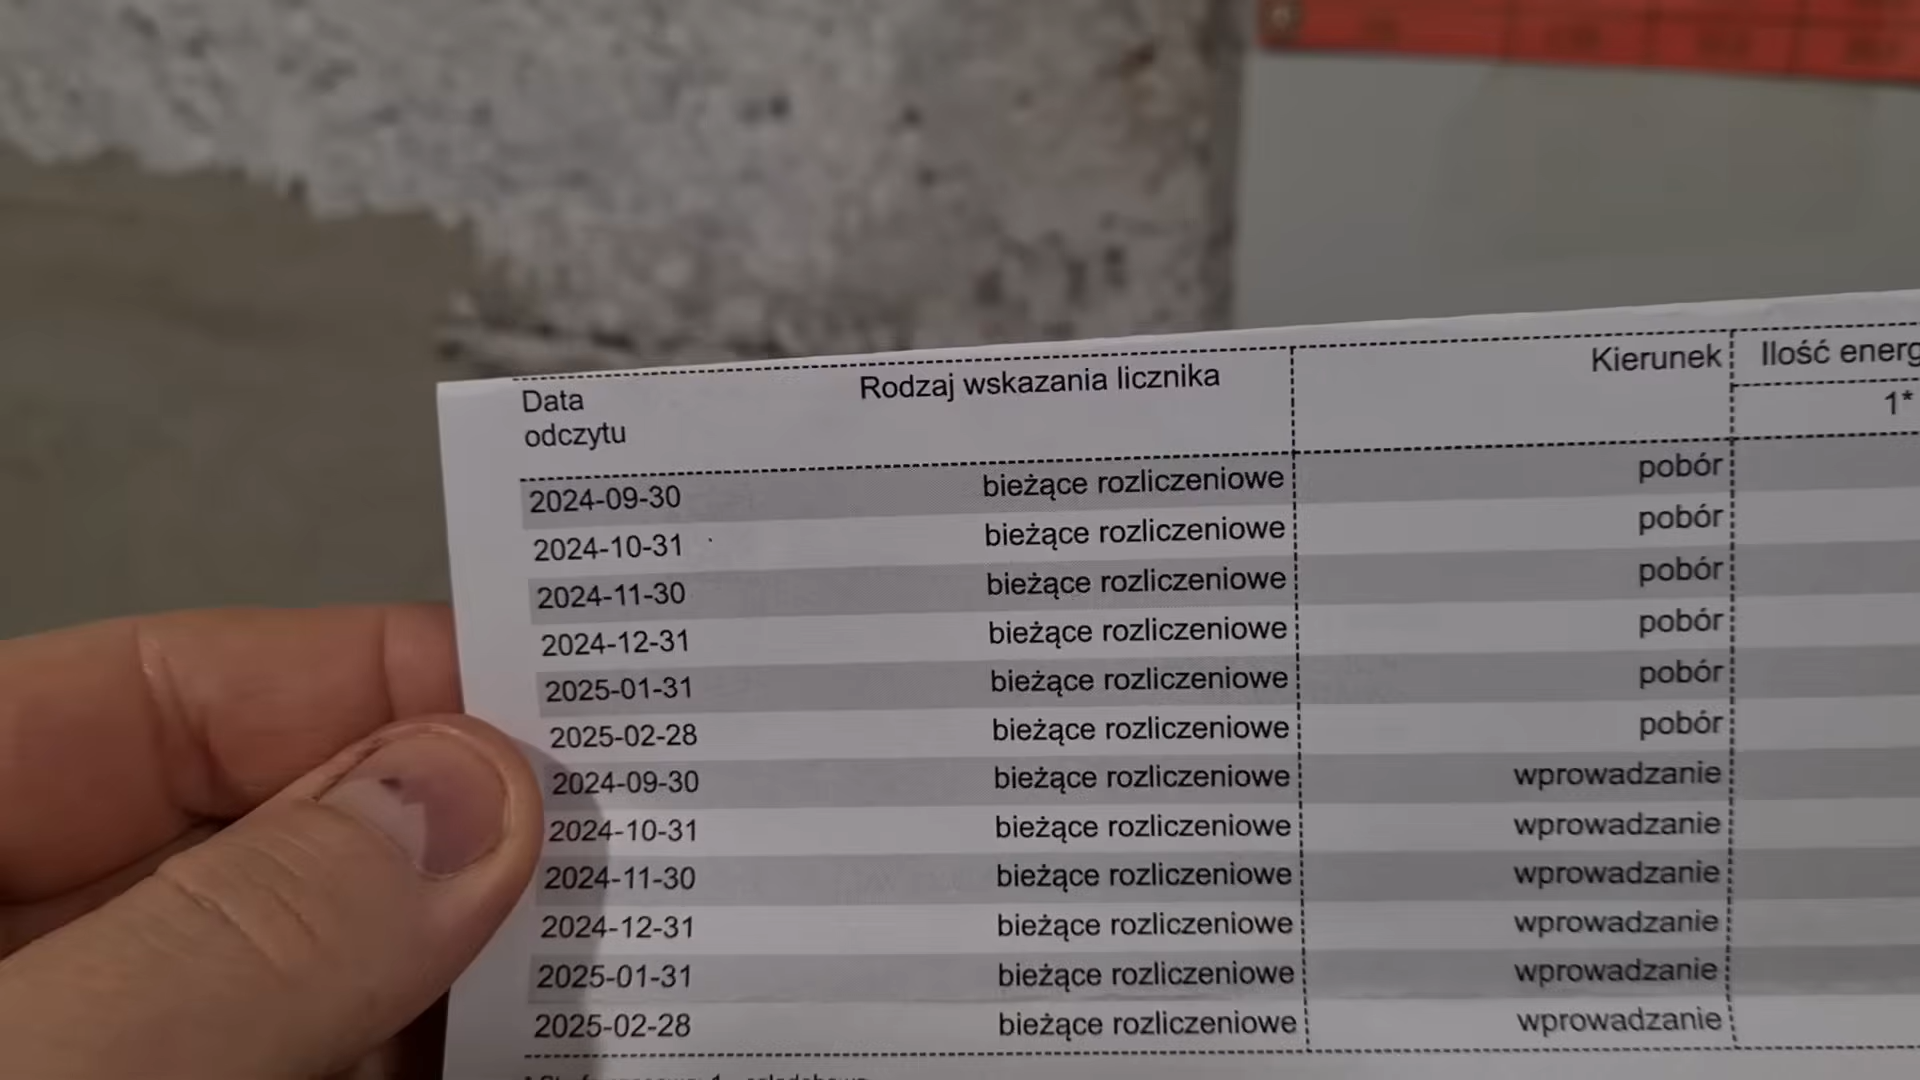 Data odczytu Rodzaj wskazania licznika Kierunek Ilość energ
1*
2024-09-30 bieżące rozliczeniowe pobór
2024-10-31 bieżące rozliczeniowe pobór
2024-11-30 bieżące rozliczeniowe pobór
2024-12-31 bieżące rozliczeniowe pobór
2025-01-31 bieżące rozliczeniowe pobór
2025-02-28 bieżące rozliczeniowe pobór
2024-09-30 bieżące rozliczeniowe wprowadzanie
2024-10-31 bieżące rozliczeniowe wprowadzanie
2024-11-30 bieżące rozliczeniowe wprowadzanie
2024-12-31 bieżące rozliczeniowe wprowadzanie
2025-01-31 bieżące rozliczeniowe wprowadzanie
2025-02-28 bieżące rozliczeniowe wprowadzanie